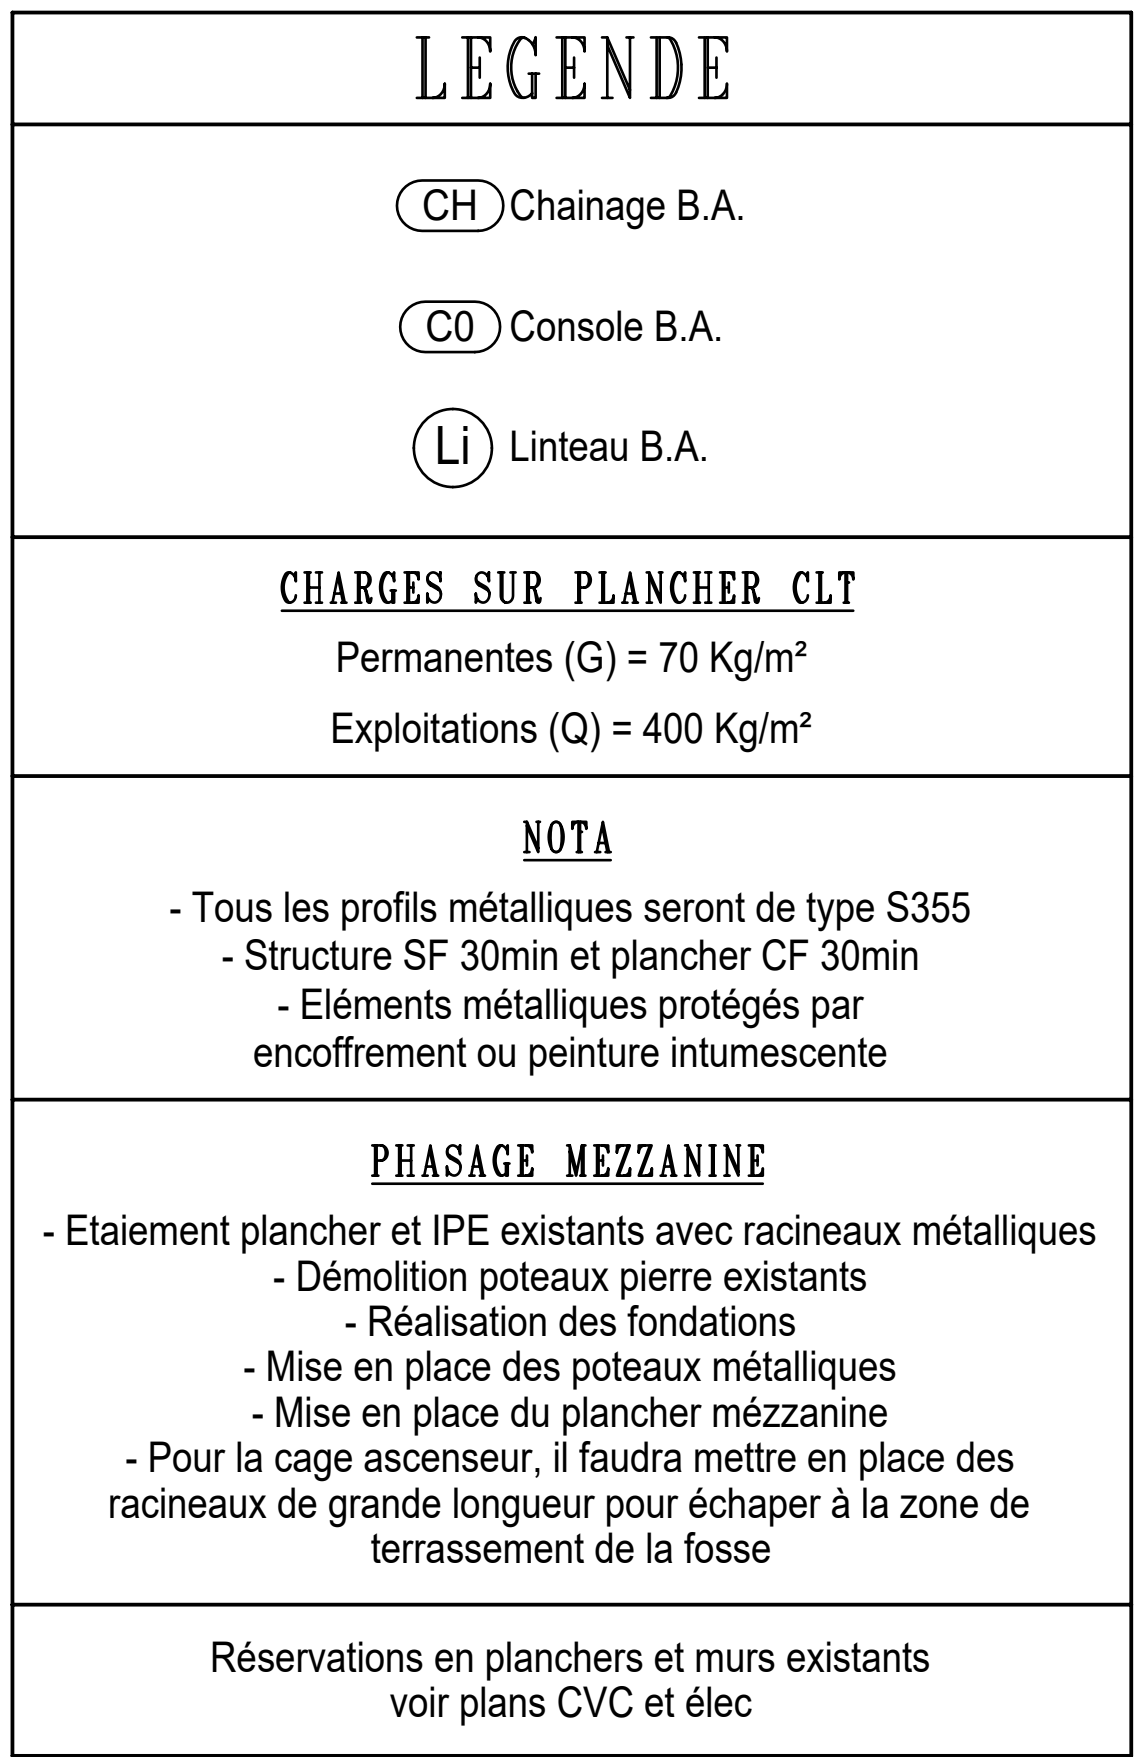 LEGENDE
CH Chainage B.A.
C0 Console B.A.
Li Linteau B.A.
CHARGES SUR PLANCHER CLT
Permanentes (G) = 70 Kg/m²
Exploitations (Q) = 400 Kg/m²
NOTA
- Tous les profils métalliques seront de type S355
- Structure SF 30min et plancher CF 30min
- Eléments métalliques protégés par
encoffrement ou peinture intumescente
PHASAGE MEZZANINE
- Etaiement plancher et IPE existants avec racineaux métalliques
- Démolition poteaux pierre existants
- Réalisation des fondations
- Mise en place des poteaux métalliques
- Mise en place du plancher mézzanine
- Pour la cage ascenseur, il faudra mettre en place des
racineaux de grande longueur pour échaper à la zone de
terrassement de la fosse
Réservations en planchers et murs existants
voir plans CVC et élec